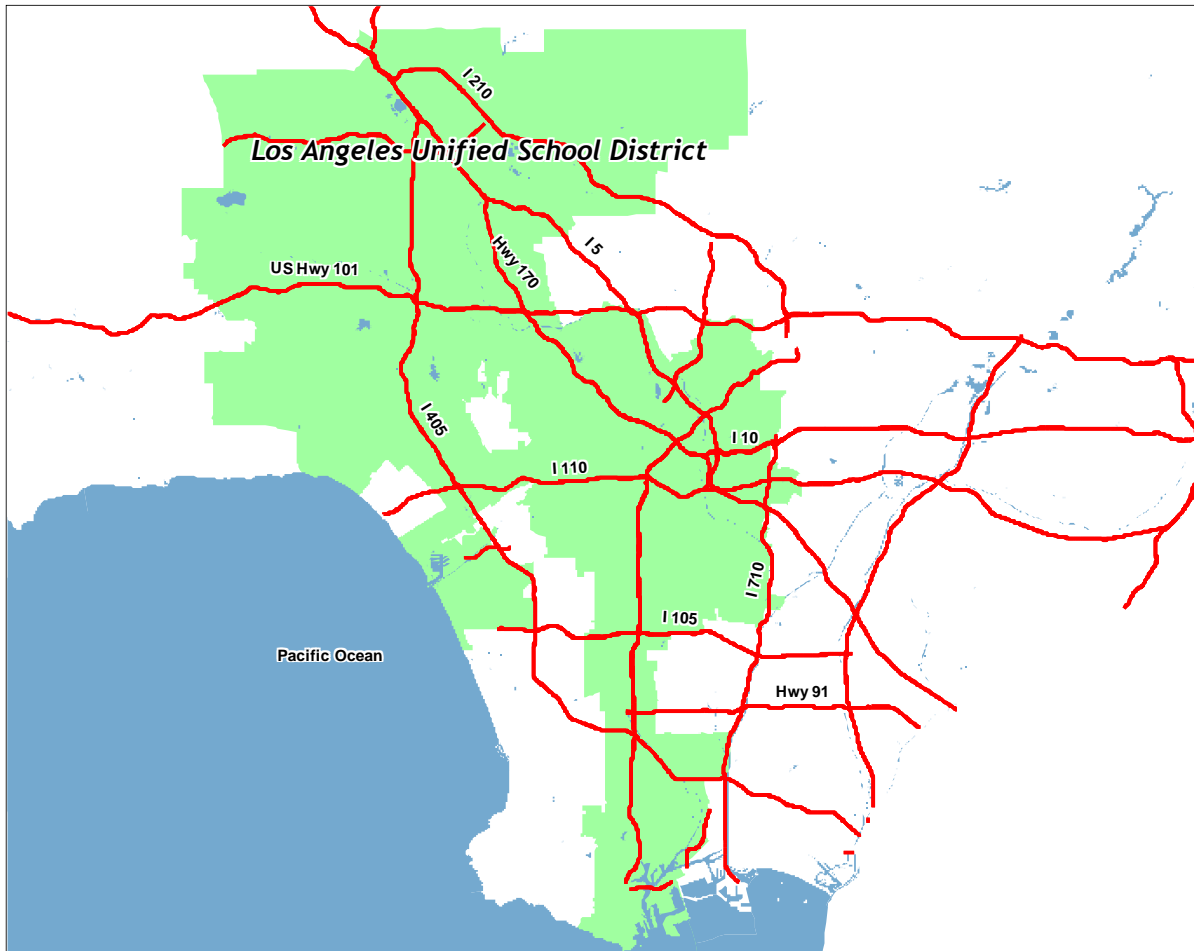 I 210
Los Angeles Unified School District
I 5
Hwy 170
US Hwy 101
I 405
I 10
I 110
I 710
I 105
Pacific Ocean
Hwy 91